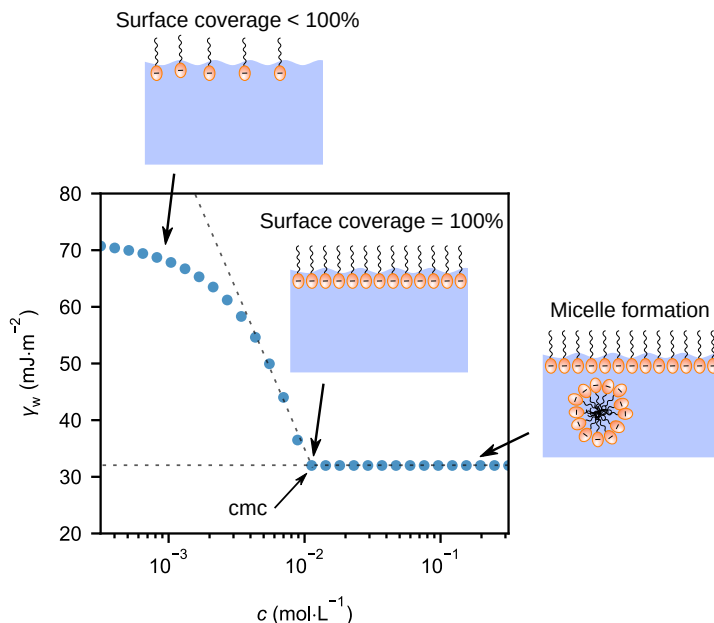 Surface coverage < 100%
80
70
60
50
40
30
20
γw (mJ·m−2)
Surface coverage = 100%
Micelle formation
cmc
10−3
10−2
10−1
c (mol·L−1)